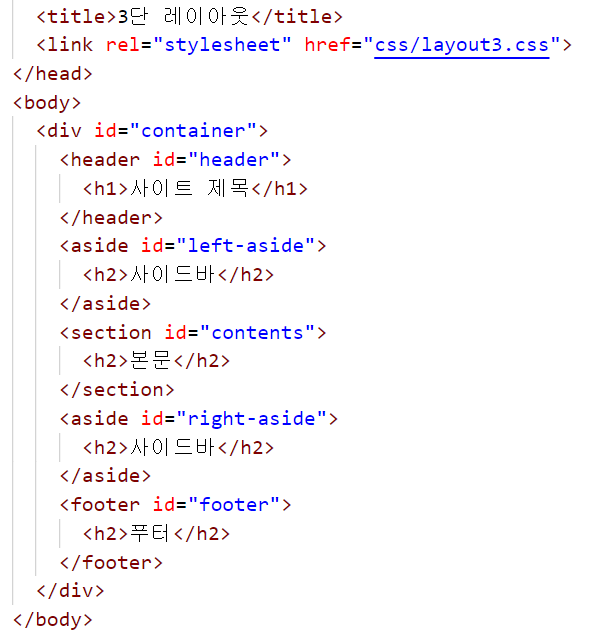 <title>3단 레이아웃</title>
<link rel="stylesheet" href="css/layout3.css">
</head>
<body>
<div id="container">
<header id="header">
<h1>사이트 제목</h1>
</header>
<aside id="left-aside">
<h2>사이드바</h2>
</aside>
<section id="contents">
<h2>본문</h2>
</section>
<aside id="right-aside">
<h2>사이드바</h2>
</aside>
<footer id="footer">
<h2>푸터</h2>
</footer>
</div>
</body>